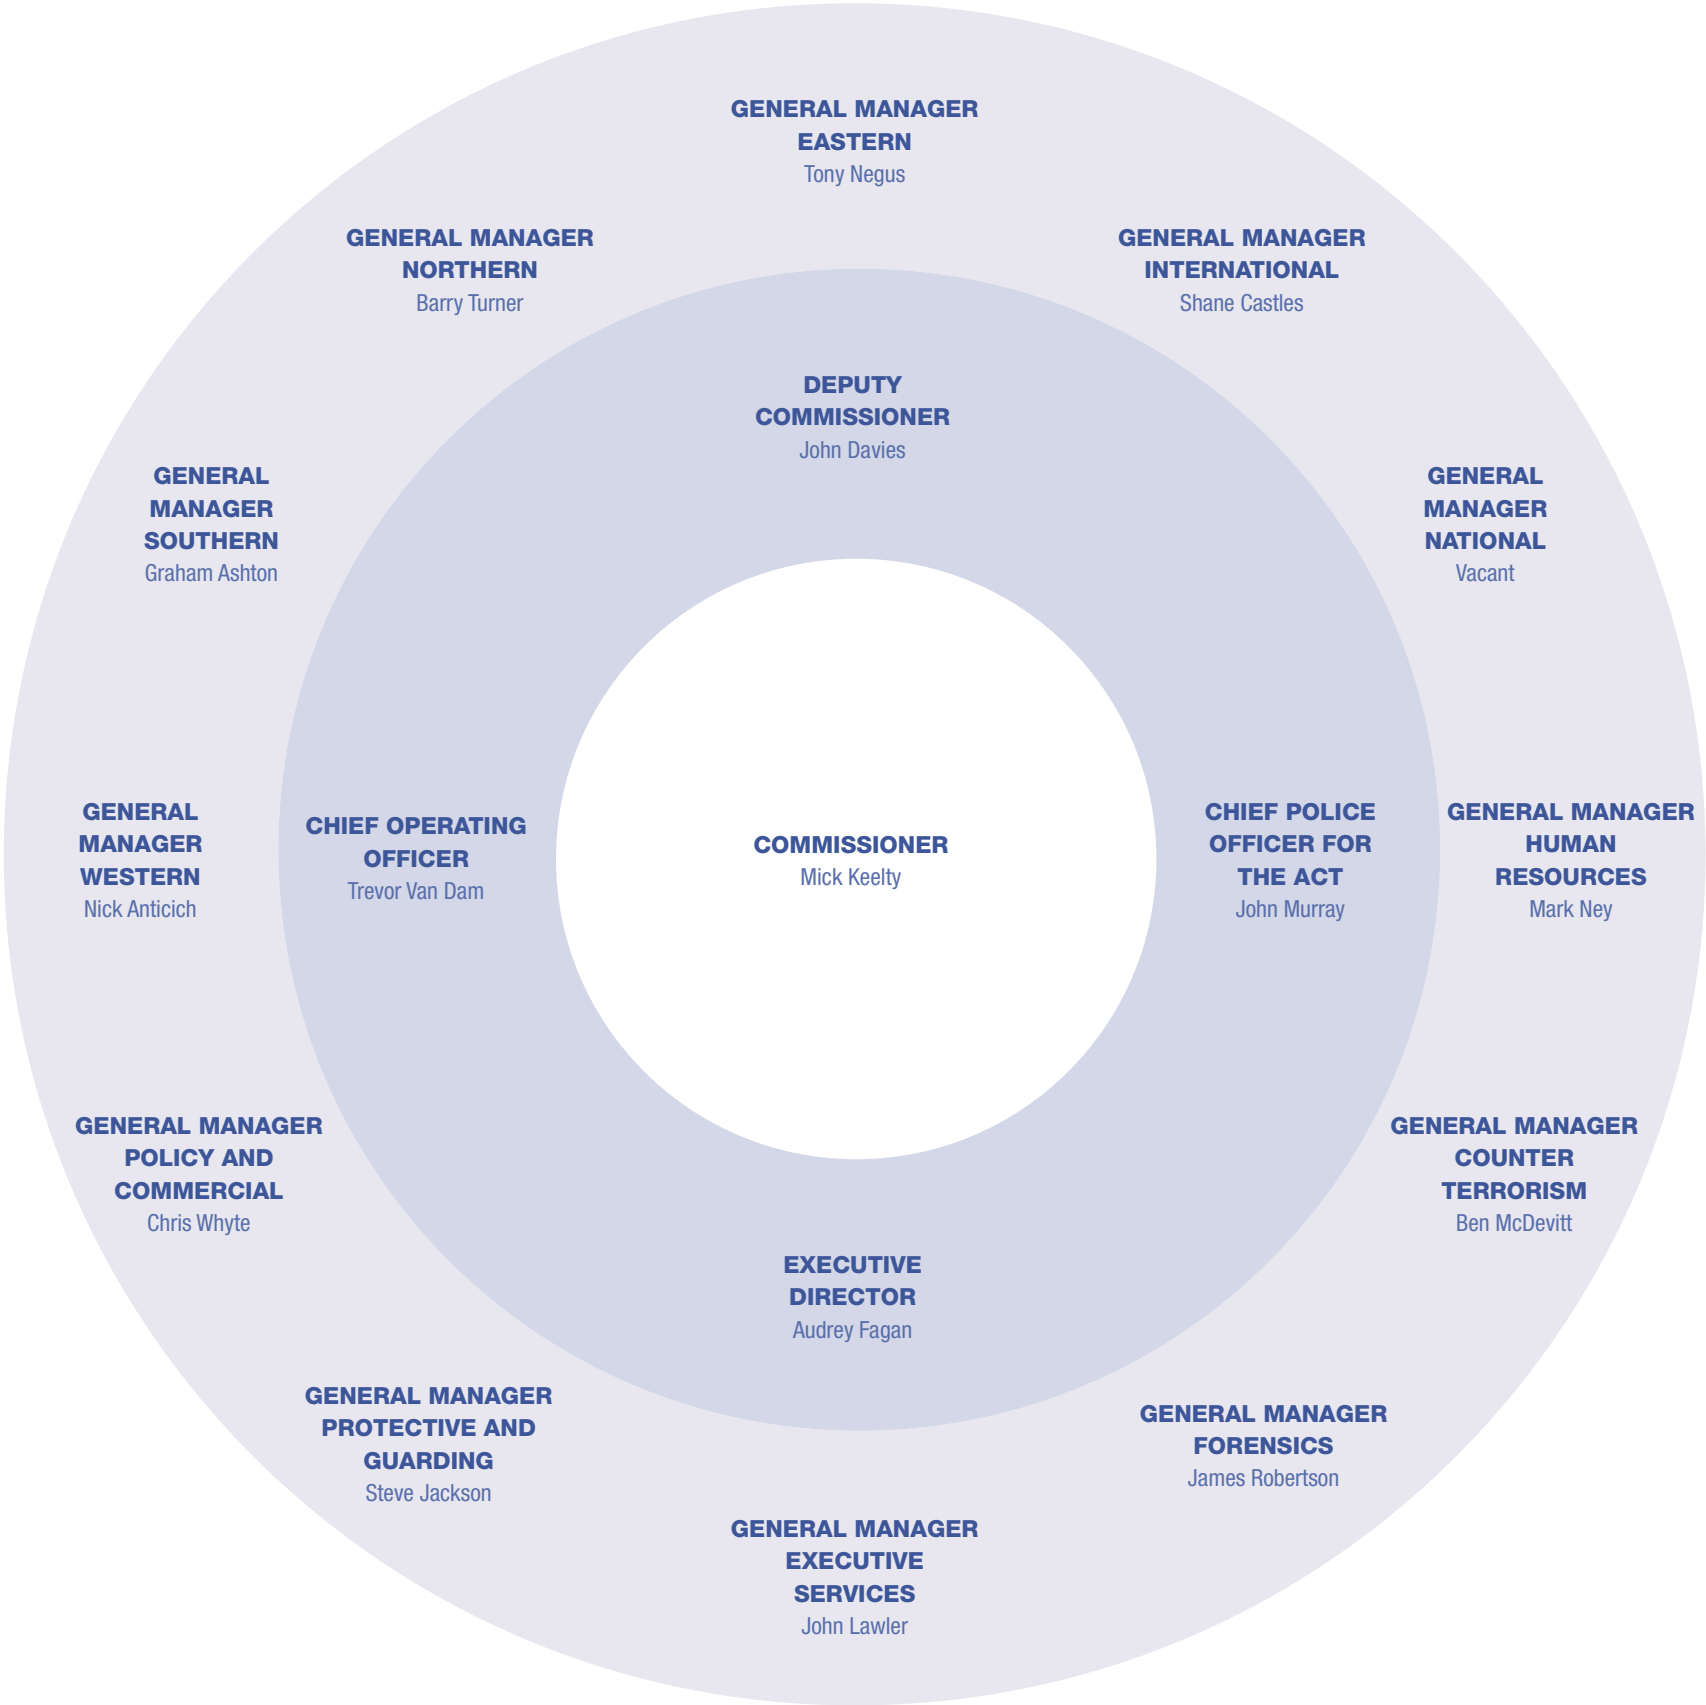 GENERAL MANAGER
EASTERN
Tony Negus
GENERAL MANAGER
NORTHERN
Barry Turner
GENERAL MANAGER
INTERNATIONAL
Shane Castles
DEPUTY
COMMISSIONER
John Davies
GENERAL
MANAGER
SOUTHERN
Graham Ashton
GENERAL
MANAGER
NATIONAL
Vacant
GENERAL
MANAGER
WESTERN
Nick Anticich
CHIEF OPERATING
OFFICER
Trevor Van Dam
COMMISSIONER
Mick Keelty
CHIEF POLICE
OFFICER FOR
THE ACT
John Murray
GENERAL MANAGER
HUMAN
RESOURCES
Mark Ney
GENERAL MANAGER
POLICY AND
COMMERCIAL
Chris Whyte
GENERAL MANAGER
COUNTER
TERRORISM
Ben McDevitt
EXECUTIVE
DIRECTOR
Audrey Fagan
GENERAL MANAGER
PROTECTIVE AND
GUARDING
Steve Jackson
GENERAL MANAGER
FORENSICS
James Robertson
GENERAL MANAGER
EXECUTIVE
SERVICES
John Lawler